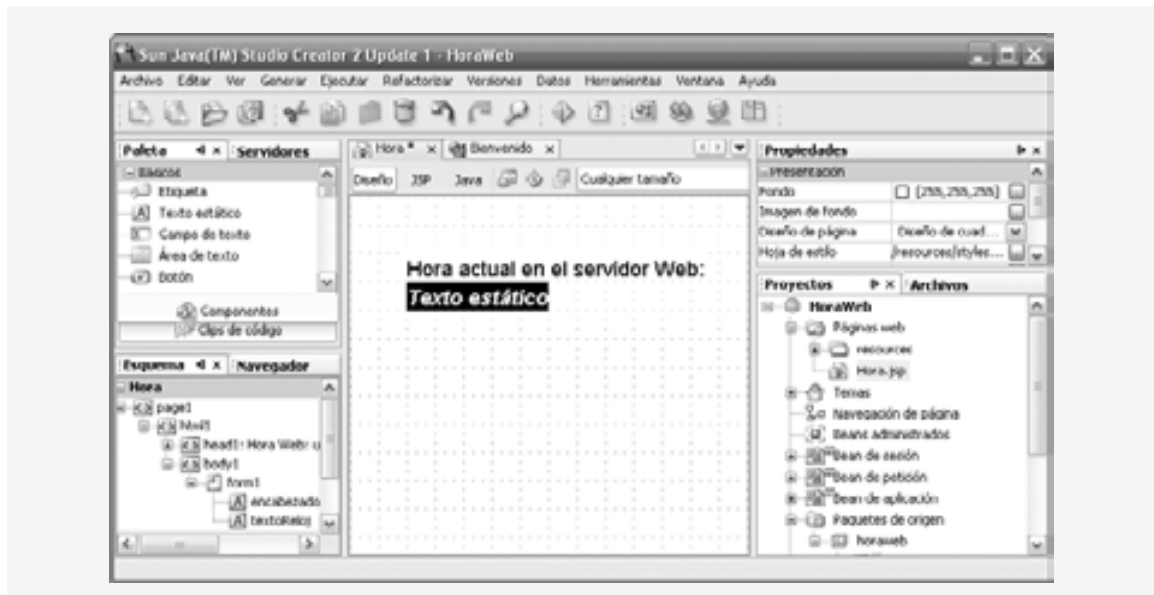 Sun Java(TM) Studio Creator 2 Update 1 - HoraWeb
Archivo Editar Ver Generar Ejecutar Refactorizar Versiones Datos Herramientas Ventana Ayuda
Paleta
Servidores
Básicos
Etiqueta
Texto estático
Campo de texto
Área de texto
Botón
Componentes
Clips de código
Esquema
Navegador
Hora
page1
html1
head1: Hora Web: u
body1
form1
encabezado
textoReloj
Hora *
Bienvenido
Diseño JSP Java Cualquier tamaño
Hora actual en el servidor Web:
Texto estático
Propiedades
Presentación
Fondo [255,255,255]
Imagen de fondo
Diseño de página Diseño de cuad...
Hoja de estilo /resources/styles...
Proyectos
Archivos
HoraWeb
Páginas web
resources
Hora.jsp
Temas
Navegación de página
Beans administrados
Bean de sesión
Bean de petición
Bean de aplicación
Paquetes de origen
horaweb